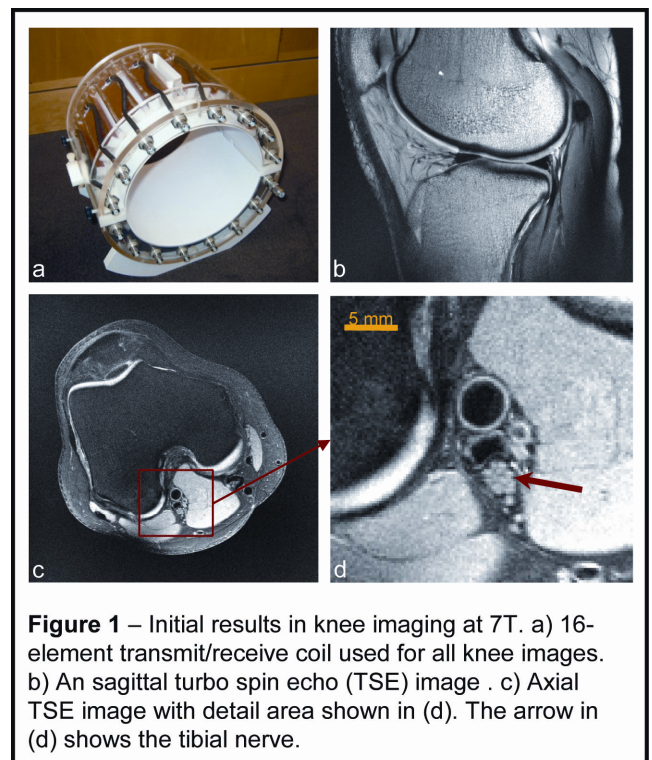 a
b
c
5 mm
d
Figure 1 – Initial results in knee imaging at 7T. a) 16-
element transmit/receive coil used for all knee images.
b) An sagittal turbo spin echo (TSE) image . c) Axial
TSE image with detail area shown in (d). The arrow in
(d) shows the tibial nerve.